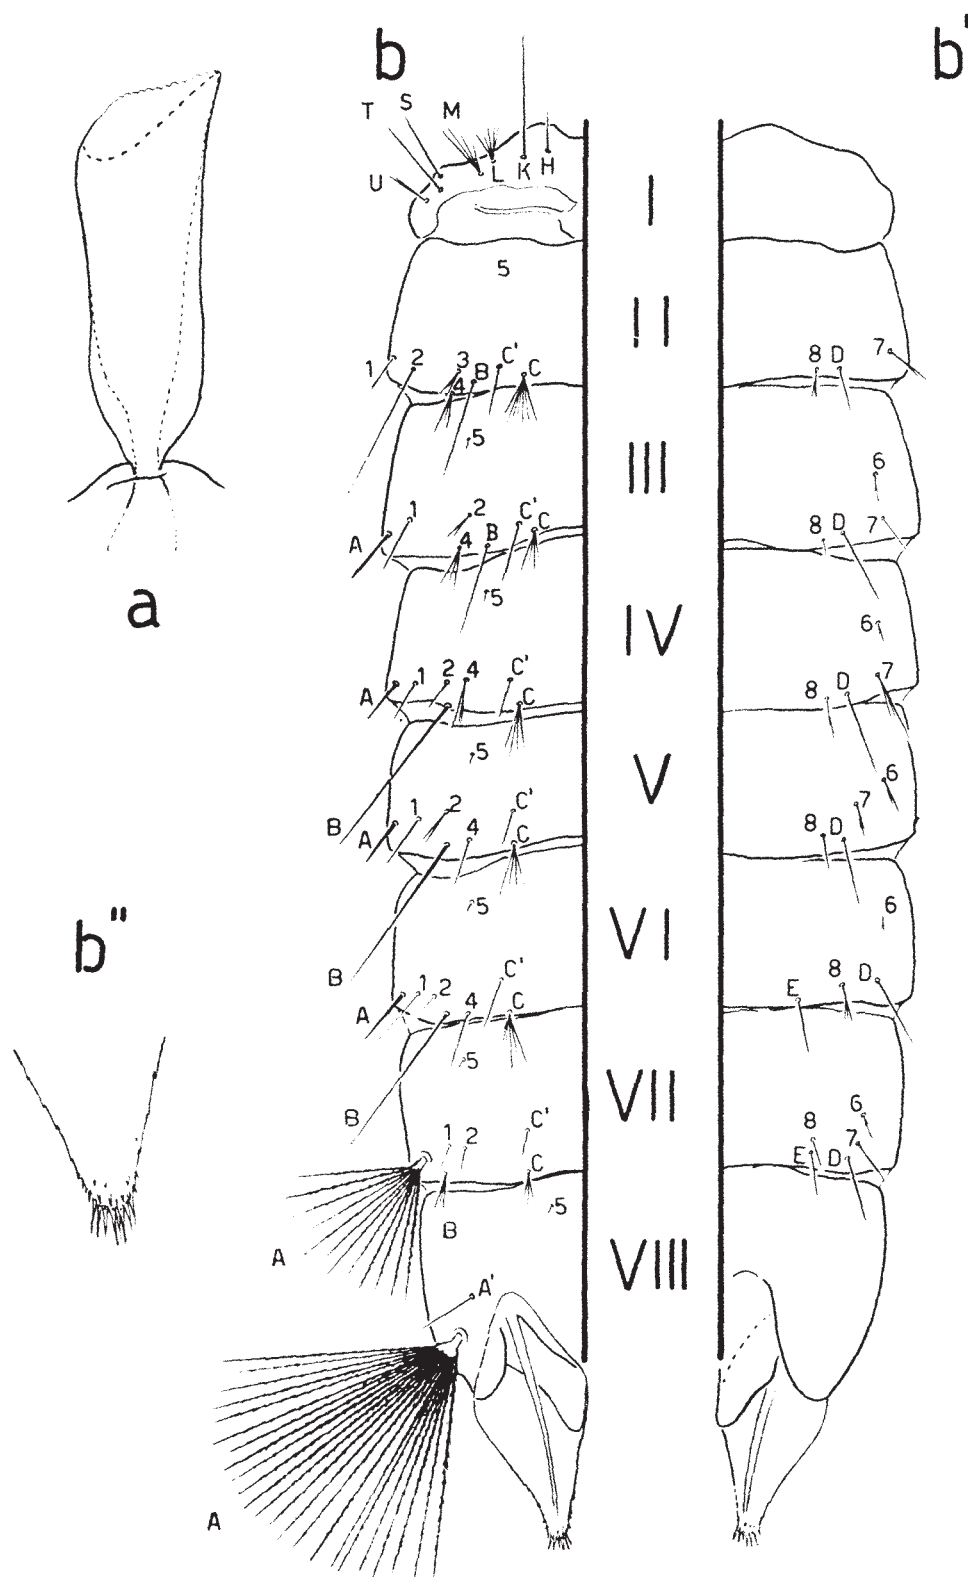 b b'
T S M
U L K H
I
5
II
1 2 3 4 B C' C 8 D 7
5
III
6
A 1 2 4 B C' C 8 D 7
5
IV
6
A 1 2 4 C' C 8 D 7
5
V
6
B A 1 2 4 C' C 8 D 7
5
VI
6
B A 1 2 4 C' C E 8 D
5
VII
6
B 1 2 C' C 8 7 E D
5
A B
VIII
A'
A
a
b"